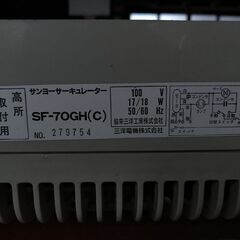 高所
取付用
サンヨーサーキュレーター
SF-70GH(C)
NO. 279754
100 V
17/18 W
50/60 Hz
三洋電機株式会社